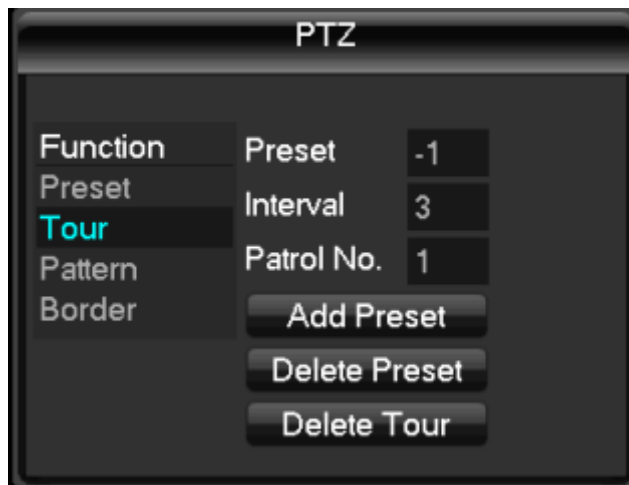 PTZ
Function
Preset
Tour
Pattern
Border
Preset -1
Interval 3
Patrol No. 1
Add Preset
Delete Preset
Delete Tour